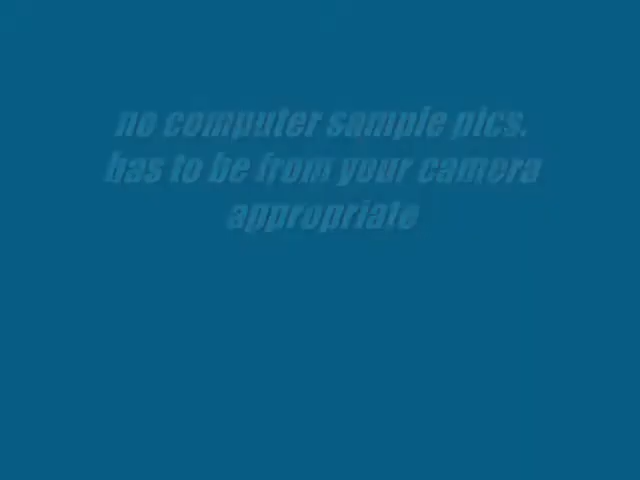 no computer sample pics.
has to be from your camera
appropriate